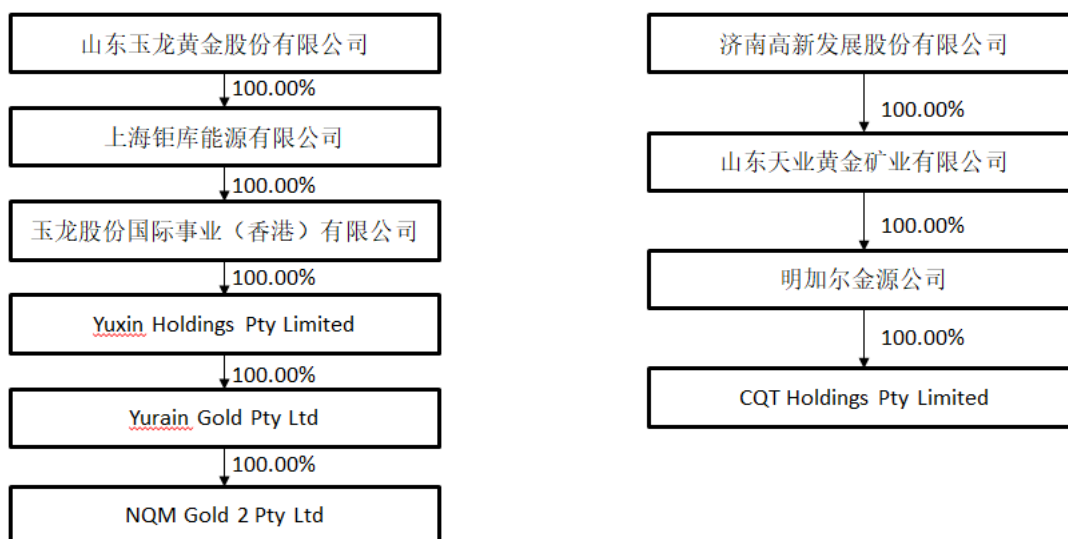 山东玉龙黄金股份有限公司
100.00%
上海钜库能源有限公司
100.00%
玉龙股份国际事业（香港）有限公司
100.00%
Yuxin Holdings Pty Limited
100.00%
Yurain Gold Pty Ltd
100.00%
NQM Gold 2 Pty Ltd
济南高新发展股份有限公司
100.00%
山东天业黄金矿业有限公司
100.00%
明加尔金源公司
100.00%
CQT Holdings Pty Limited